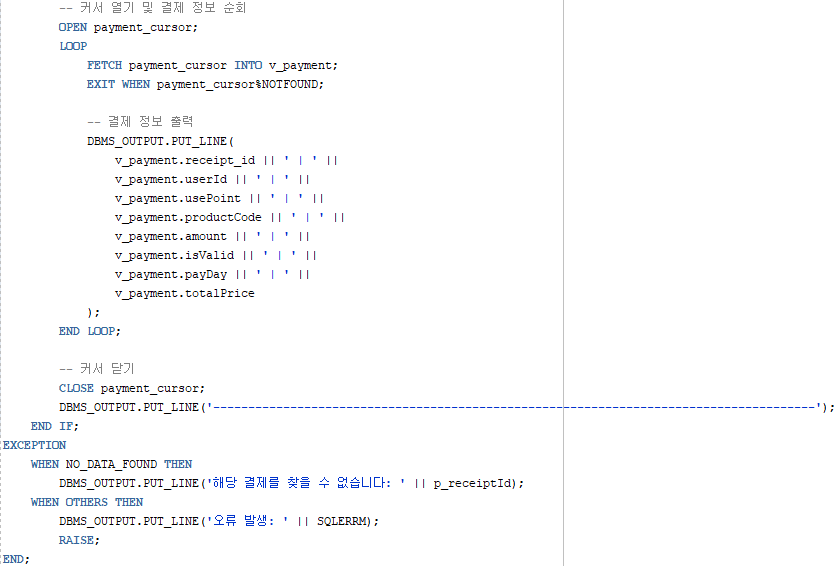 -- 커서 열기 및 결제 정보 순회
OPEN payment_cursor;
LOOP
FETCH payment_cursor INTO v_payment;
EXIT WHEN payment_cursor%NOTFOUND;
-- 결제 정보 출력
DBMS_OUTPUT.PUT_LINE(
v_payment.receipt_id || ' | ' ||
v_payment.userId || ' | ' ||
v_payment.usePoint || ' | ' ||
v_payment.productCode || ' | ' ||
v_payment.amount || ' | ' ||
v_payment.isValid || ' | ' ||
v_payment.payDay || ' | ' ||
v_payment.totalPrice
);
END LOOP;
-- 커서 닫기
CLOSE payment_cursor;
DBMS_OUTPUT.PUT_LINE('--------------------------------------------------------------------------------------');
END IF;
EXCEPTION
WHEN NO_DATA_FOUND THEN
DBMS_OUTPUT.PUT_LINE('해당 결제를 찾을 수 없습니다: ' || p_receiptId);
WHEN OTHERS THEN
DBMS_OUTPUT.PUT_LINE('오류 발생: ' || SQLERRM);
RAISE;
END;